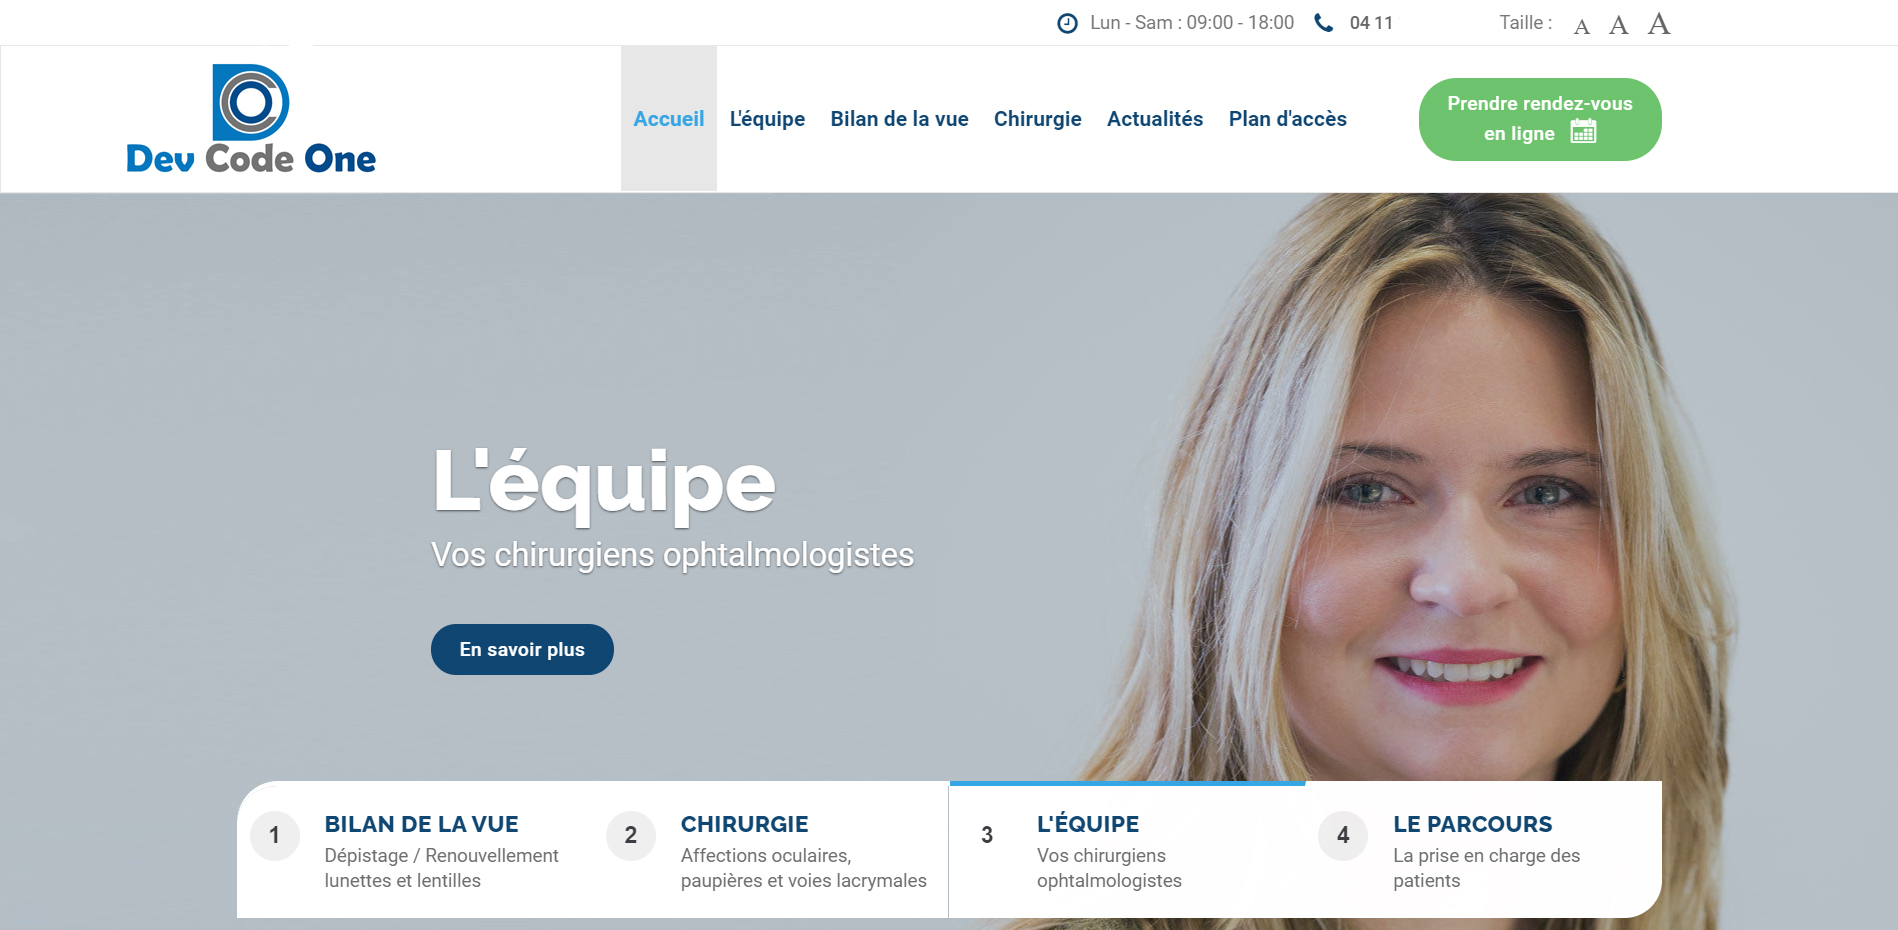 Lun - Sam : 09:00 - 18:00
04 11
Taille :
A A A
Dev Code One
Accueil
L'équipe
Bilan de la vue
Chirurgie
Actualités
Plan d'accès
Prendre rendez-vous
en ligne
L'équipe
Vos chirurgiens ophtalmologistes
En savoir plus
1
BILAN DE LA VUE
Dépistage / Renouvellement
lunettes et lentilles
2
CHIRURGIE
Affections oculaires,
paupières et voies lacrymales
3
L'ÉQUIPE
Vos chirurgiens
ophtalmologistes
4
LE PARCOURS
La prise en charge des
patients